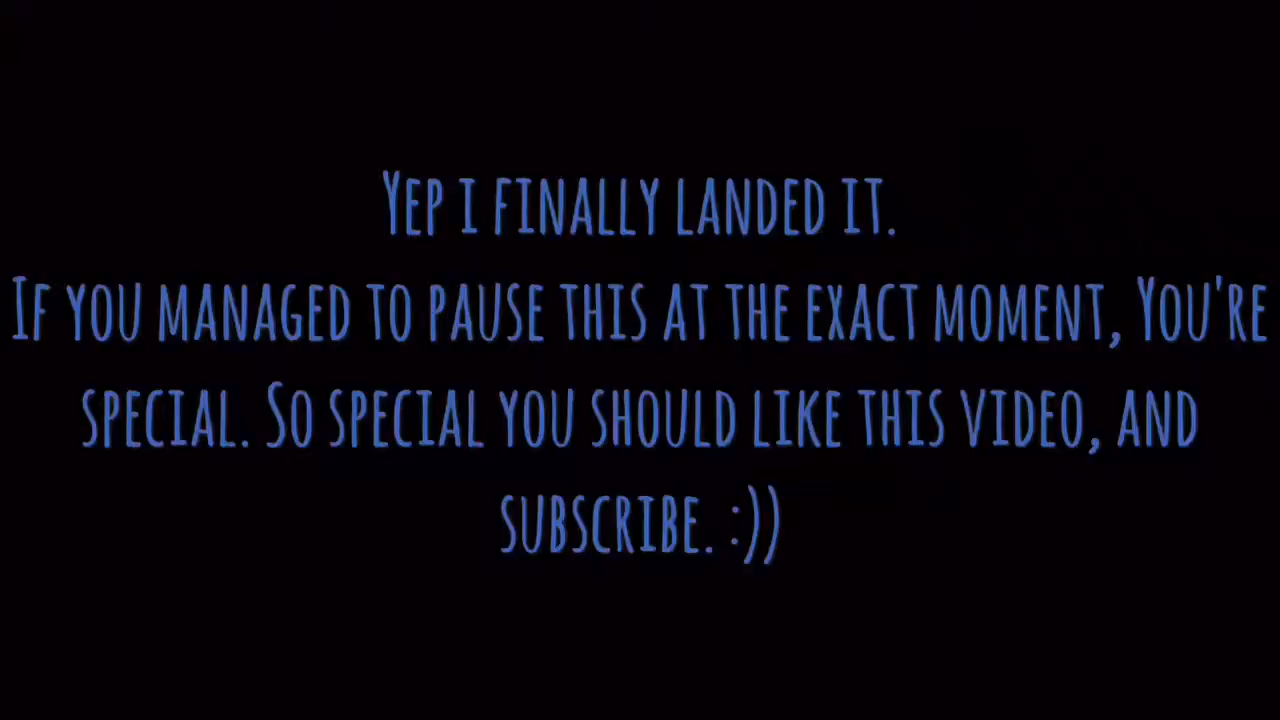 Yep i finally landed it.
If you managed to pause this at the exact moment, You're
special. So special you should like this video, and
subscribe. :))